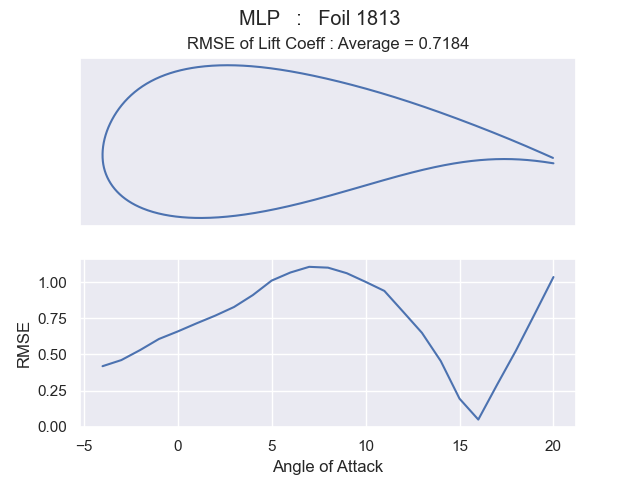 MLP : Foil 1813
RMSE of Lift Coeff : Average = 0.7184
RMSE
1.00
0.75
0.50
0.25
0.00
−5 0 5 10 15 20
Angle of Attack